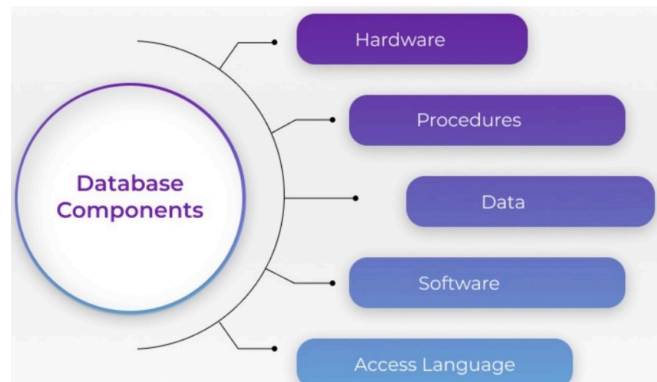 Database
Components
Hardware
Procedures
Data
Software
Access Language